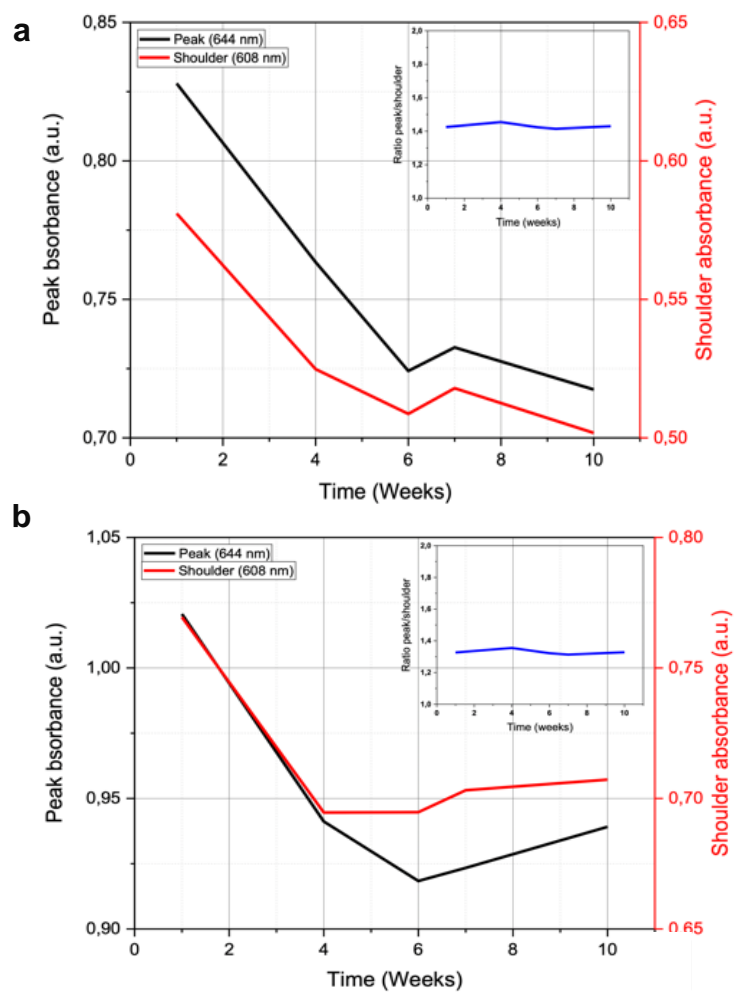 a
Peak (644 nm)
Shoulder (608 nm)
0,85
0,80
0,75
0,70
Peak bsorbance (a.u.)
0 2 4 6 8 10
Time (Weeks)
0,65
0,60
0,55
0,50
Shoulder absorbance (a.u.)
2,0
1,8
1,6
1,4
1,2
1,0
Ratio peak/shoulder
0 2 4 6 8 10
Time (weeks)
b
Peak (644 nm)
Shoulder (608 nm)
1,05
1,00
0,95
0,90
Peak bsorbance (a.u.)
0 2 4 6 8 10
Time (Weeks)
0,80
0,75
0,70
0,65
Shoulder absorbance (a.u.)
2,0
1,8
1,6
1,4
1,2
1,0
Ratio peak/shoulder
0 2 4 6 8 10
Time (weeks)